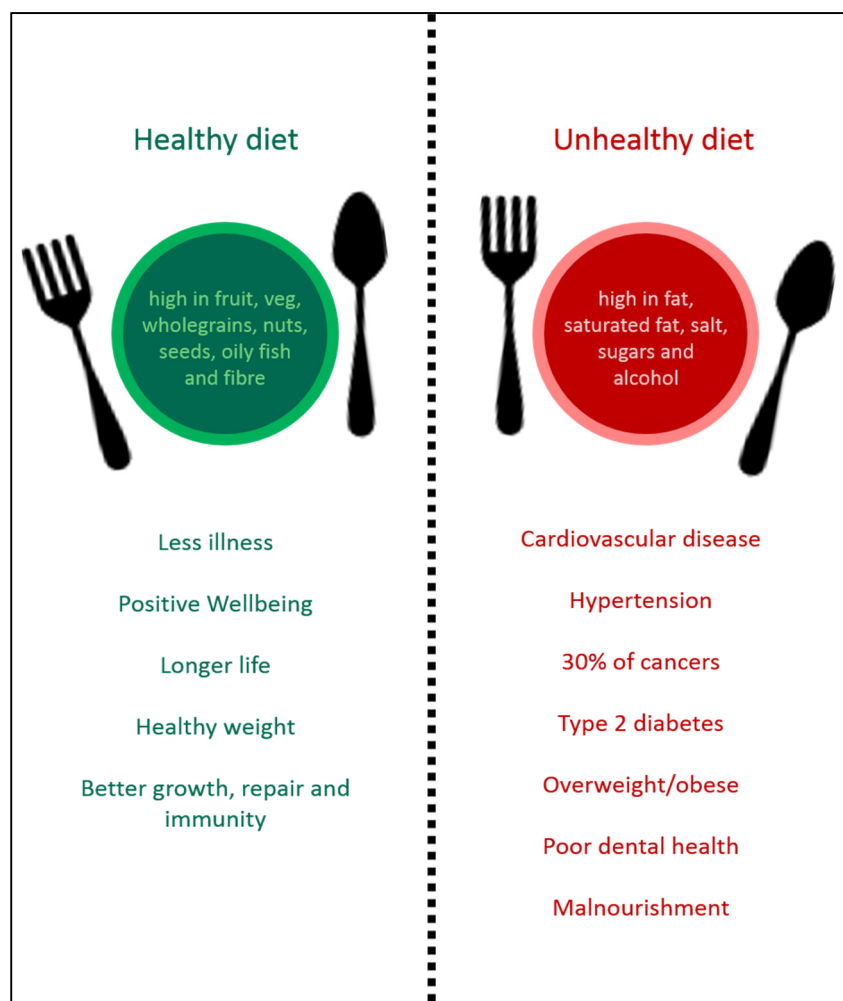 Healthy diet
high in fruit, veg,
wholegrains, nuts,
seeds, oily fish
and fibre
Less illness
Positive Wellbeing
Longer life
Healthy weight
Better growth, repair and
immunity
Unhealthy diet
high in fat,
saturated fat, salt,
sugars and
alcohol
Cardiovascular disease
Hypertension
30% of cancers
Type 2 diabetes
Overweight/obese
Poor dental health
Malnourishment